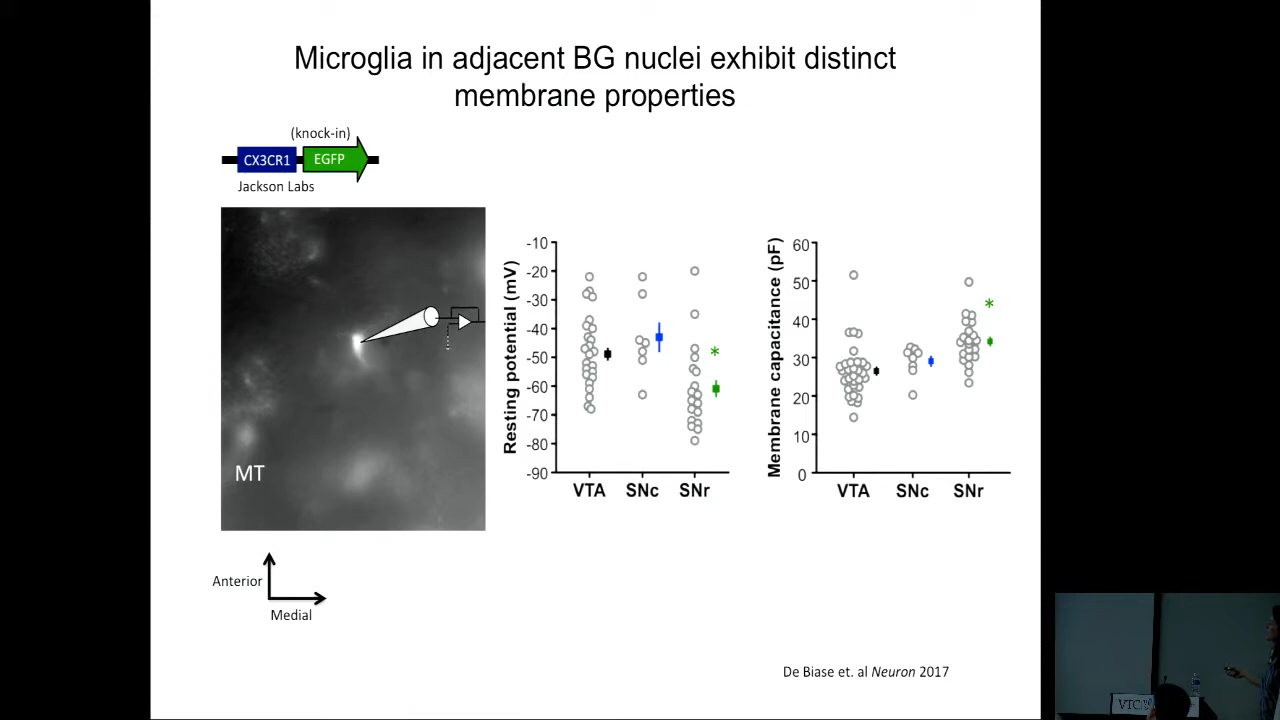 Microglia in adjacent BG nuclei exhibit distinct
membrane properties
(knock-in)
CX3CR1 EGFP
Jackson Labs
MT
Anterior
Medial
Resting potential (mV)
-10
-20
-30
-40
-50
-60
-70
-80
-90
*
VTA SNc SNr
Membrane capacitance (pF)
60
50
40
30
20
10
0
*
VTA SNc SNr
De Biase et. al Neuron 2017